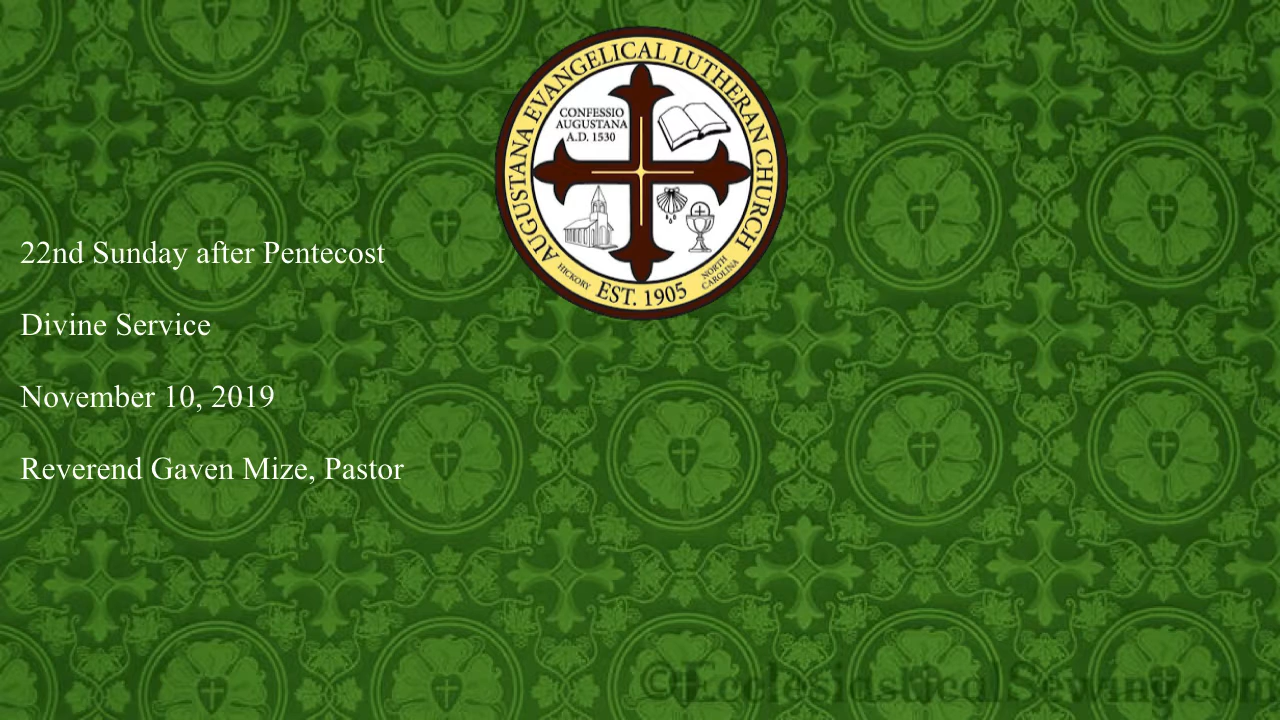 AUGUSTANA EVANGELICAL LUTHERAN CHURCH
CONFESSIO
AUGUSTANA
A.D. 1530
HICKORY
NORTH
CAROLINA
EST. 1905
22nd Sunday after Pentecost
Divine Service
November 10, 2019
Reverend Gaven Mize, Pastor
©EcclesiasticalSewing.com